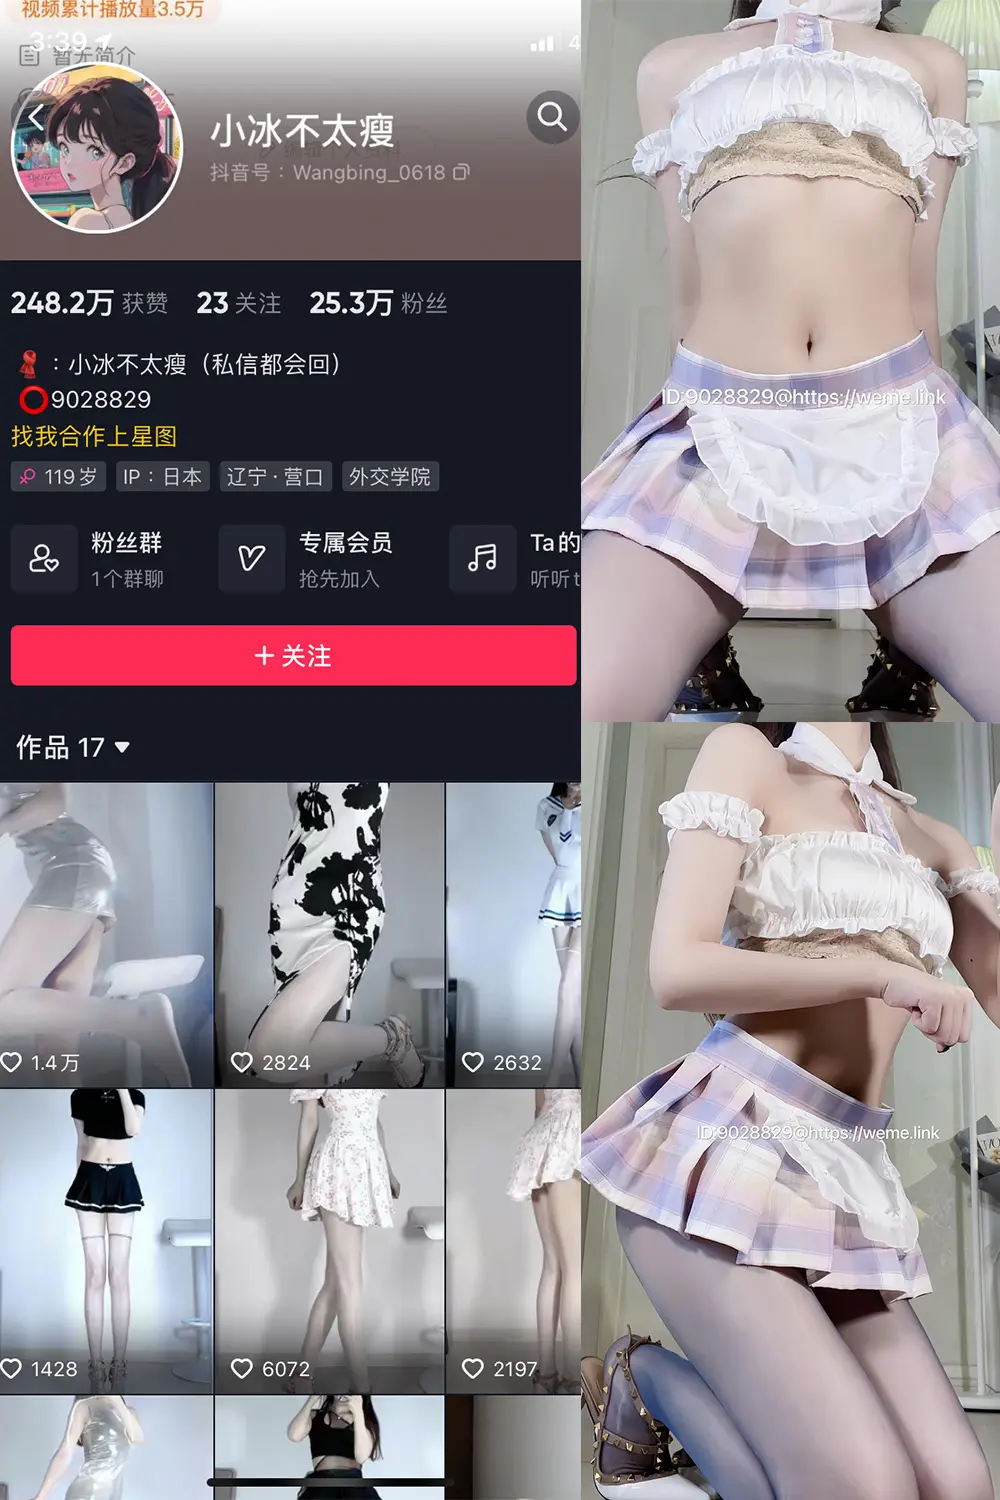 视频累计播放量3.5万
3:39
4
暂无简介
小冰不太瘦
抖音号：Wangbing_0618
248.2万 获赞 23 关注 25.3万 粉丝
：小冰不太瘦（私信都会回）
9028829
找我合作上星图
119岁 IP：日本 辽宁·营口 外交学院
粉丝群 专属会员 Ta的
1个群聊 抢先加入 听听t
＋关注
作品 17
1.4万 2824 2632
1428 6072 2197
ID:9028829@https://weme.link
ID:9028829@https://weme.link